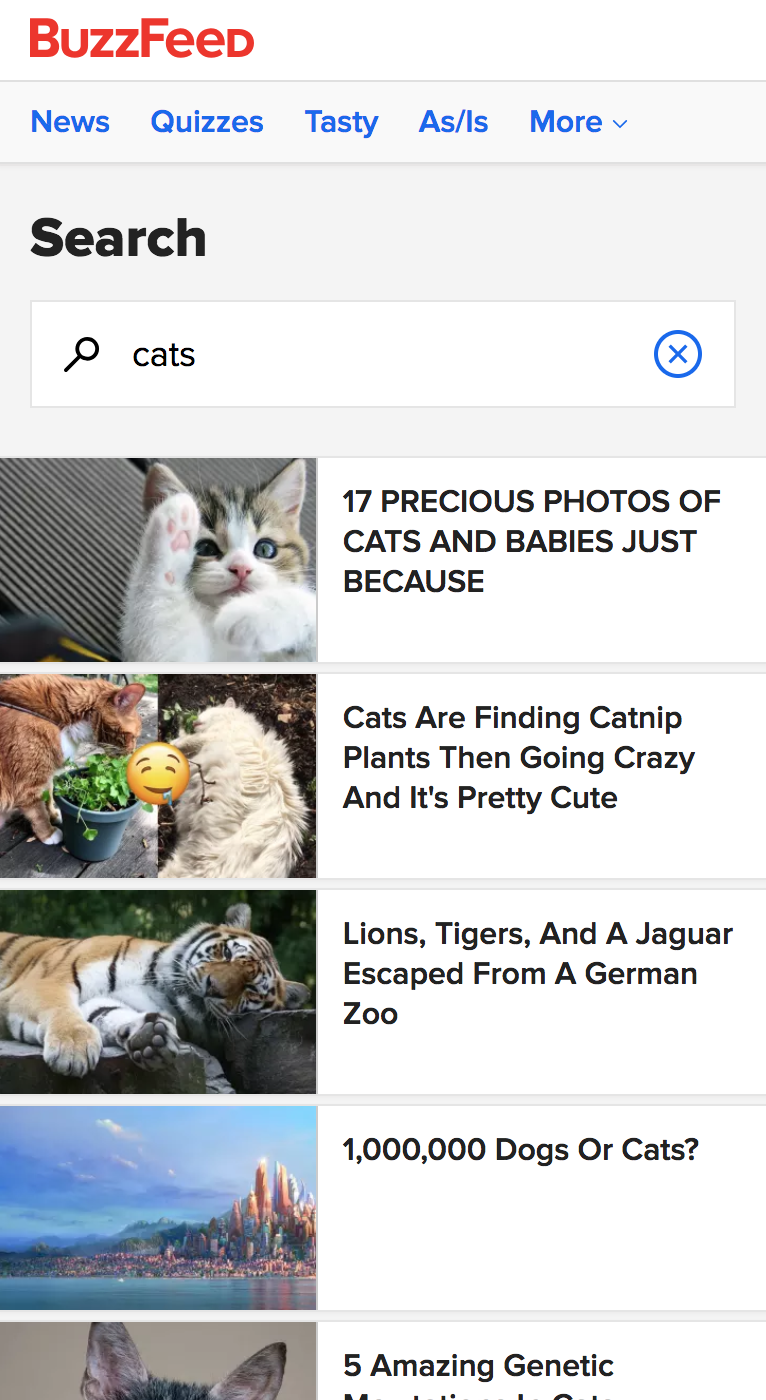 BuzzFeed
News Quizzes Tasty As/Is More
Search
cats
17 PRECIOUS PHOTOS OF
CATS AND BABIES JUST
BECAUSE
Cats Are Finding Catnip
Plants Then Going Crazy
And It's Pretty Cute
Lions, Tigers, And A Jaguar
Escaped From A German
Zoo
1,000,000 Dogs Or Cats?
5 Amazing Genetic